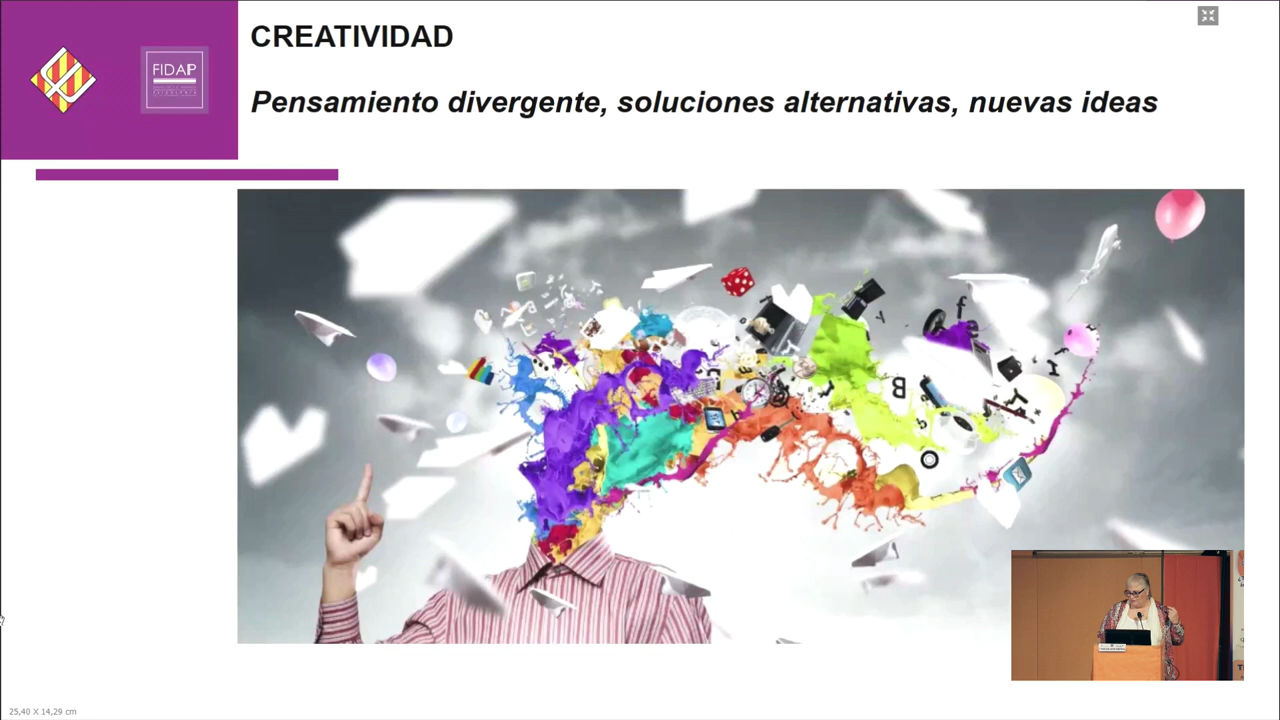 CREATIVIDAD
FIDAP
Pensamiento divergente, soluciones alternativas, nuevas ideas
B
25,40 X 14,29 cm